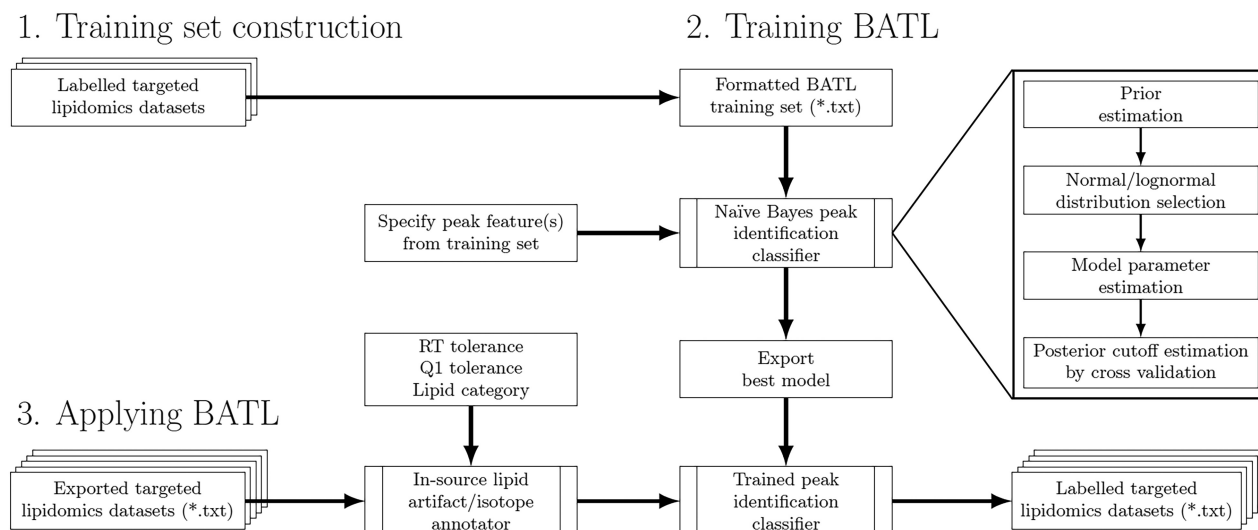 1. Training set construction
2. Training BATL
Labelled targeted
lipidomics datasets
Formatted BATL
training set (*.txt)
Prior
estimation
Normal/lognormal
distribution selection
Specify peak feature(s)
from training set
Naïve Bayes peak
identification
classifier
Model parameter
estimation
RT tolerance
Q1 tolerance
Lipid category
Export
best model
Posterior cutoff estimation
by cross validation
3. Applying BATL
Exported targeted
lipidomics datasets (*.txt)
In-source lipid
artifact/isotope
annotator
Trained peak
identification
classifier
Labelled targeted
lipidomics datasets (*.txt)